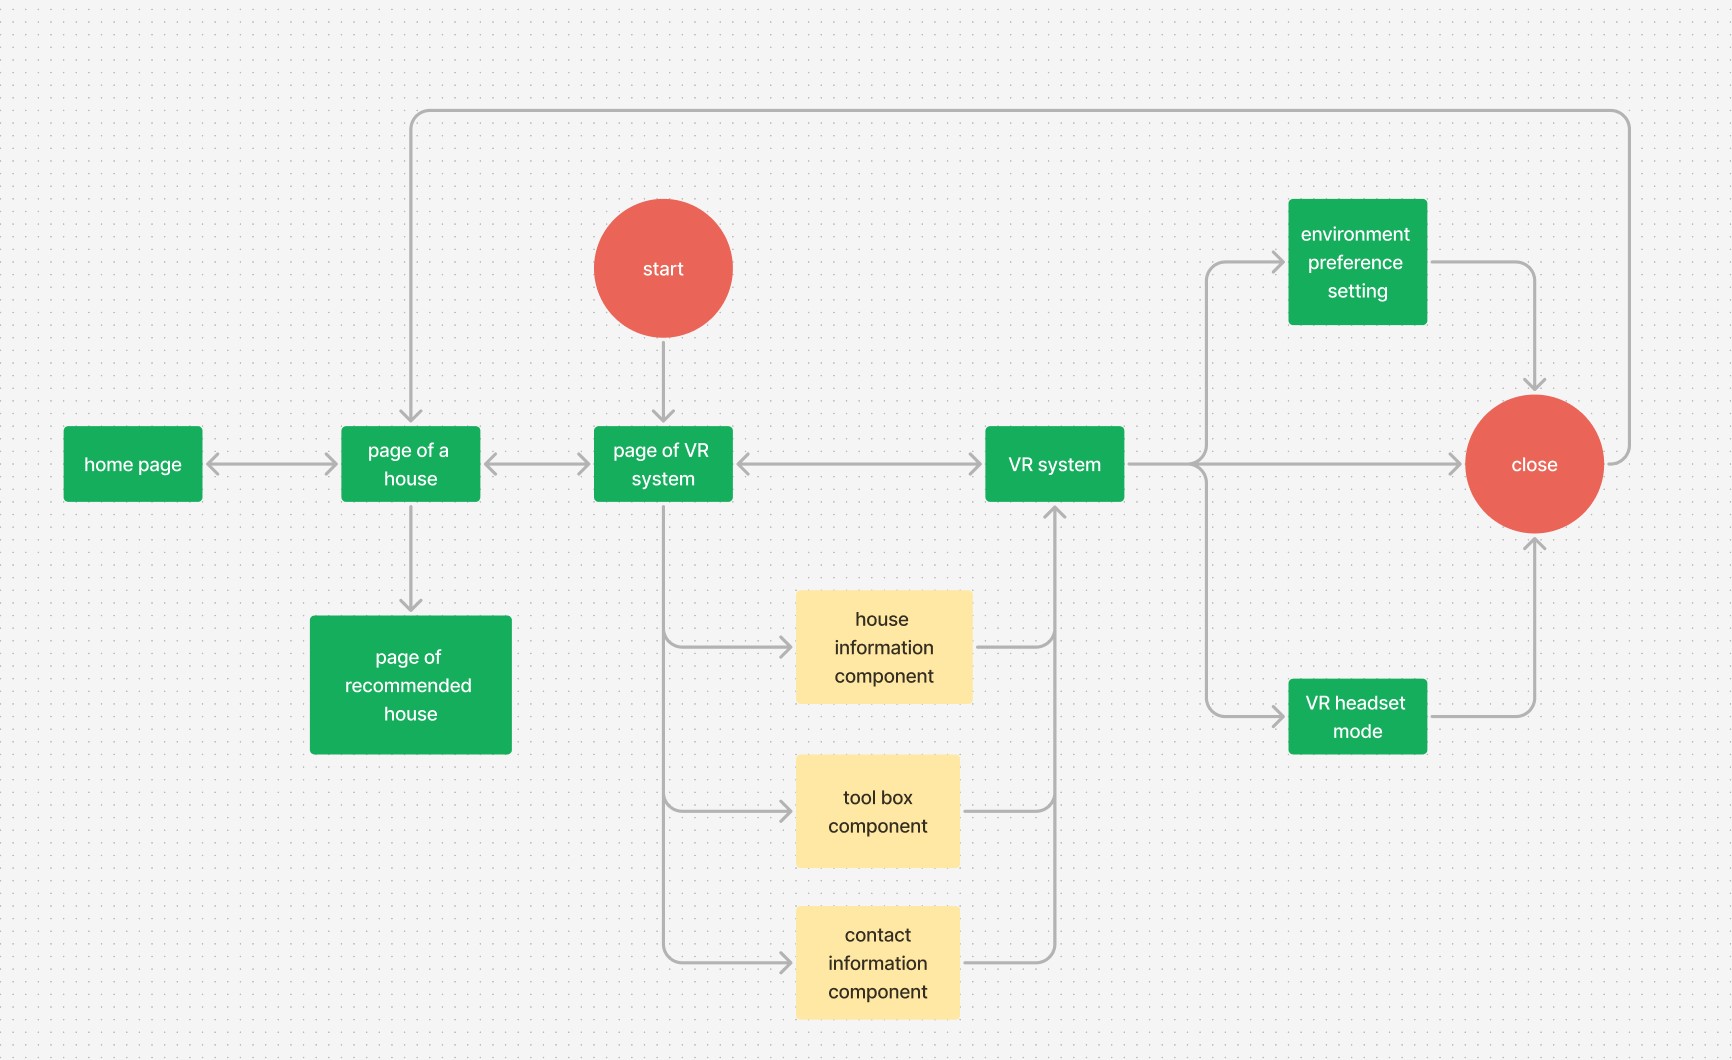 start
environment
preference
setting
home page
page of a
house
page of VR
system
VR system
close
house
information
component
page of
recommended
house
VR headset
mode
tool box
component
contact
information
component